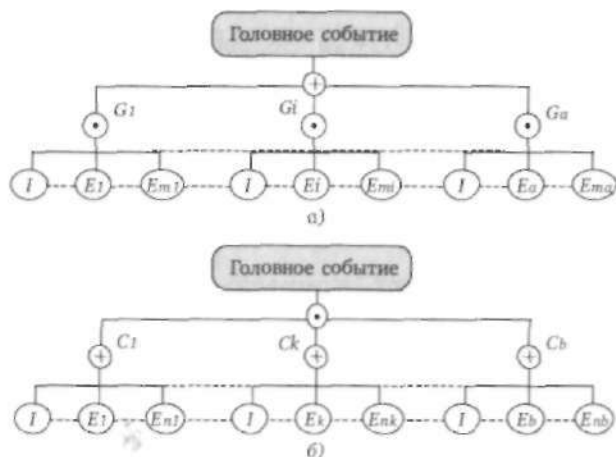 Головное событие
+
G1 Gi Ga
• • •
I E1 Em1 I Ei Emi I Ea Ema
а)
Головное событие
•
C1 Ck Cb
+ + +
I E1 En1 I Ek Enk I Eb Enb
б)